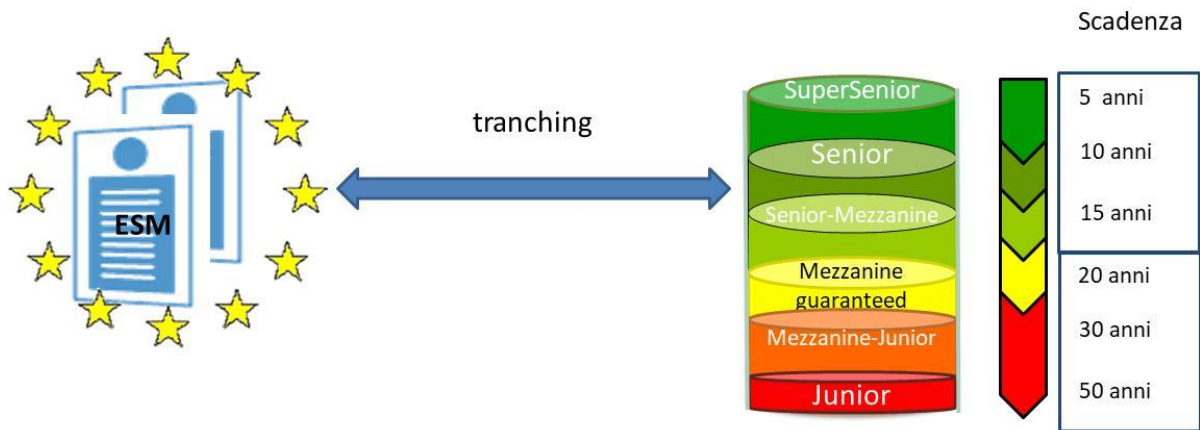 Scadenza
ESM
tranching
SuperSenior
Senior
Senior-Mezzanine
Mezzanine
guaranteed
Mezzanine-Junior
Junior
5 anni
10 anni
15 anni
20 anni
30 anni
50 anni